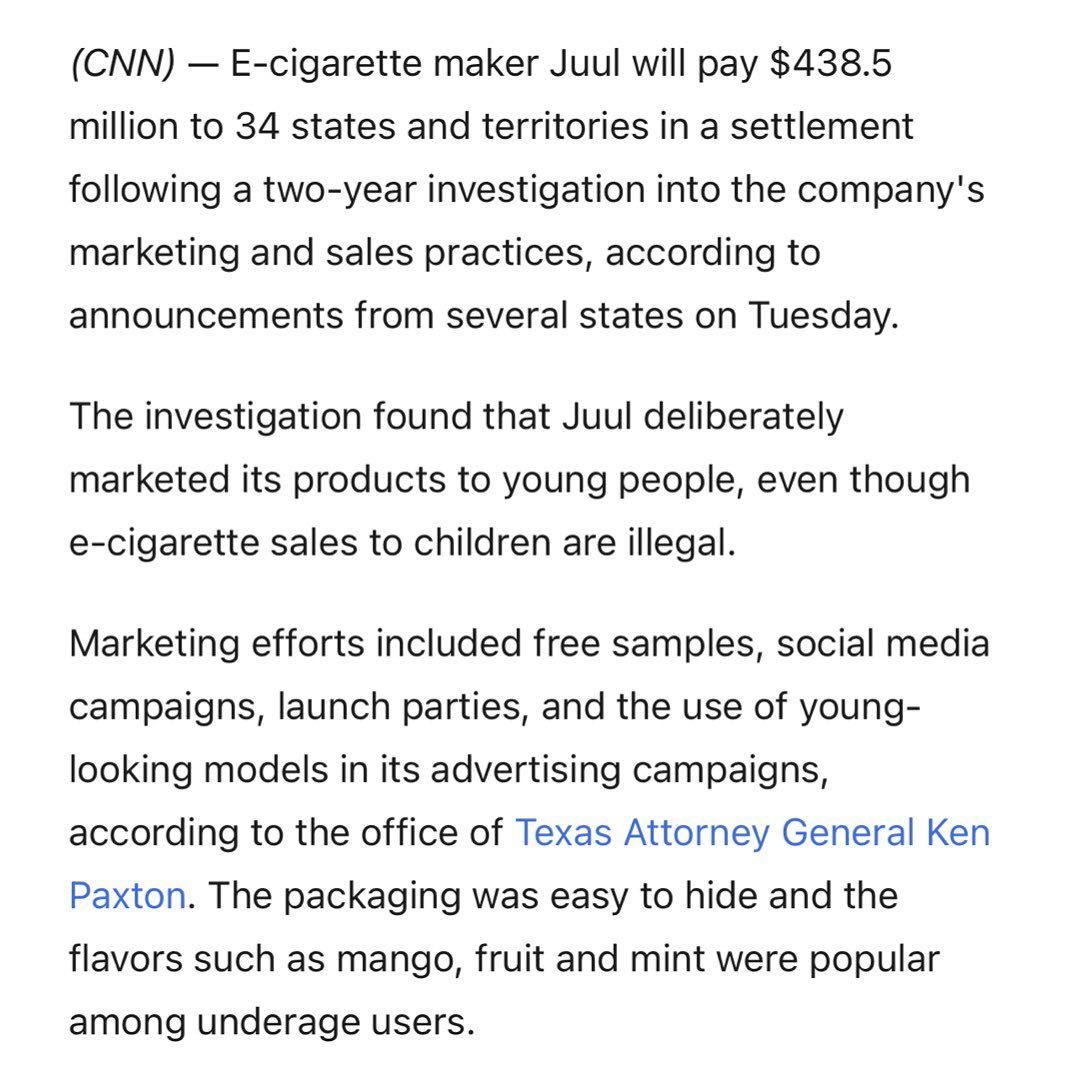 (CNN) — E-cigarette maker Juul will pay $438.5
million to 34 states and territories in a settlement
following a two-year investigation into the company's
marketing and sales practices, according to
announcements from several states on Tuesday.
The investigation found that Juul deliberately
marketed its products to young people, even though
e-cigarette sales to children are illegal.
Marketing efforts included free samples, social media
campaigns, launch parties, and the use of young-
looking models in its advertising campaigns,
according to the office of Texas Attorney General Ken
Paxton. The packaging was easy to hide and the
flavors such as mango, fruit and mint were popular
among underage users.